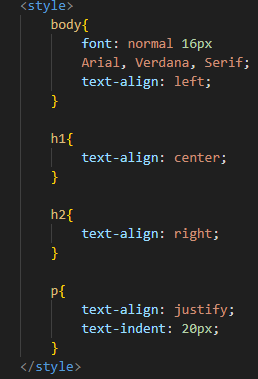 <style>
body{
font: normal 16px
Arial, Verdana, Serif;
text-align: left;
}
h1{
text-align: center;
}
h2{
text-align: right;
}
p{
text-align: justify;
text-indent: 20px;
}
</style>